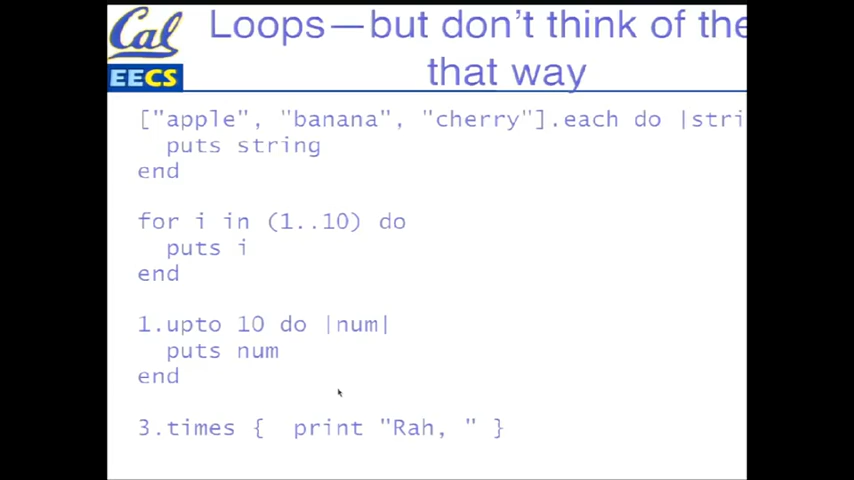 Cal
EECS
Loops—but don't think of the
that way
["apple", "banana", "cherry"].each do |stri
  puts string
end
for i in (1..10) do
  puts i
end
1.upto 10 do |num|
  puts num
end
3.times {  print "Rah, " }